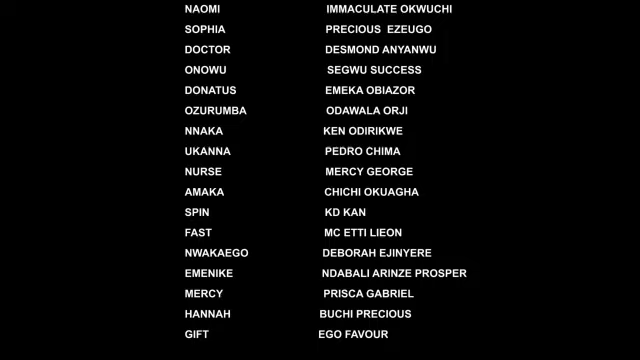 NAOMI IMMACULATE OKWUCHI
SOPHIA PRECIOUS EZEUGO
DOCTOR DESMOND ANYANWU
ONOWU SEGWU SUCCESS
DONATUS EMEKA OBIAZOR
OZURUMBA ODAWALA ORJI
NNAKA KEN ODIRIKWE
UKANNA PEDRO CHIMA
NURSE MERCY GEORGE
AMAKA CHICHI OKUAGHA
SPIN KD KAN
FAST MC ETTI LIEON
NWAKAEGO DEBORAH EJINYERE
EMENIKE NDABALI ARINZE PROSPER
MERCY PRISCA GABRIEL
HANNAH BUCHI PRECIOUS
GIFT EGO FAVOUR